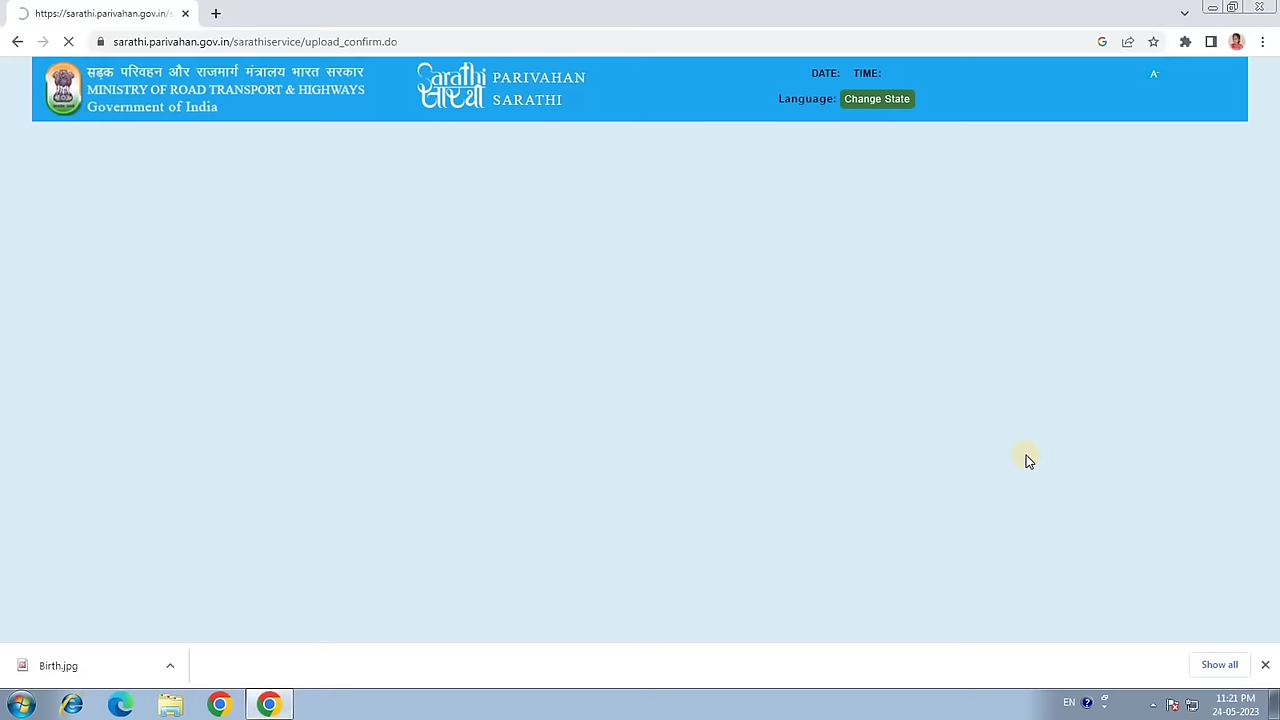 https://sarathi.parivahan.gov.in/s
sarathi.parivahan.gov.in/sarathiservice/upload_confirm.do
सड़क परिवहन और राजमार्ग मंत्रालय भारत सरकार
MINISTRY OF ROAD TRANSPORT & HIGHWAYS
Government of India
Sarathi
सारथी
PARIVAHAN
SARATHI
DATE: TIME:
Language: Change State
A-
Birth.jpg
Show all
EN
11:21 PM
24-05-2023